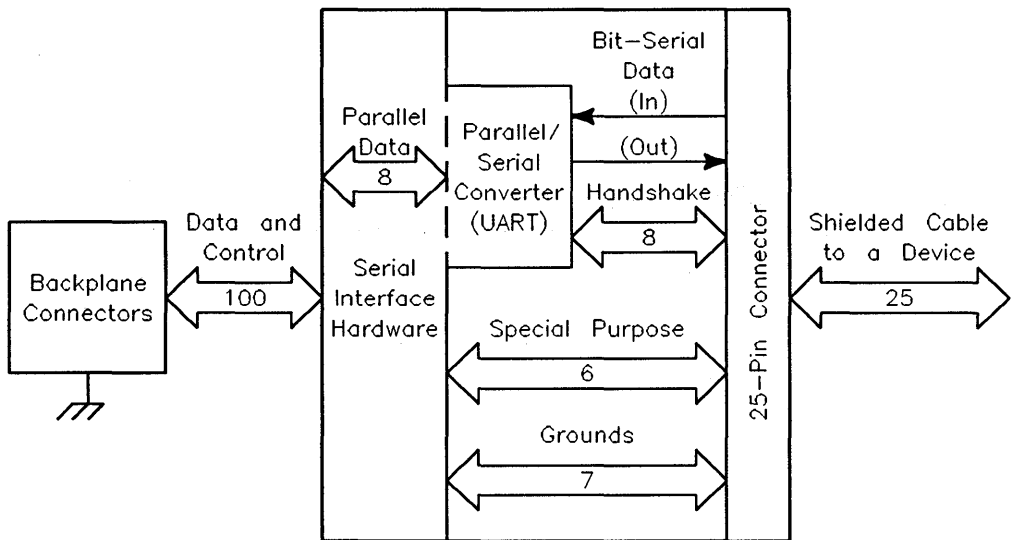 Bit-Serial
Data
(In)
(Out)
Parallel
Data
8
Parallel/
Serial
Converter
(UART)
Handshake
8
Data and
Control
100
Backplane
Connectors
Serial
Interface
Hardware
Special Purpose
6
Grounds
7
25-Pin Connector
Shielded Cable
to a Device
25